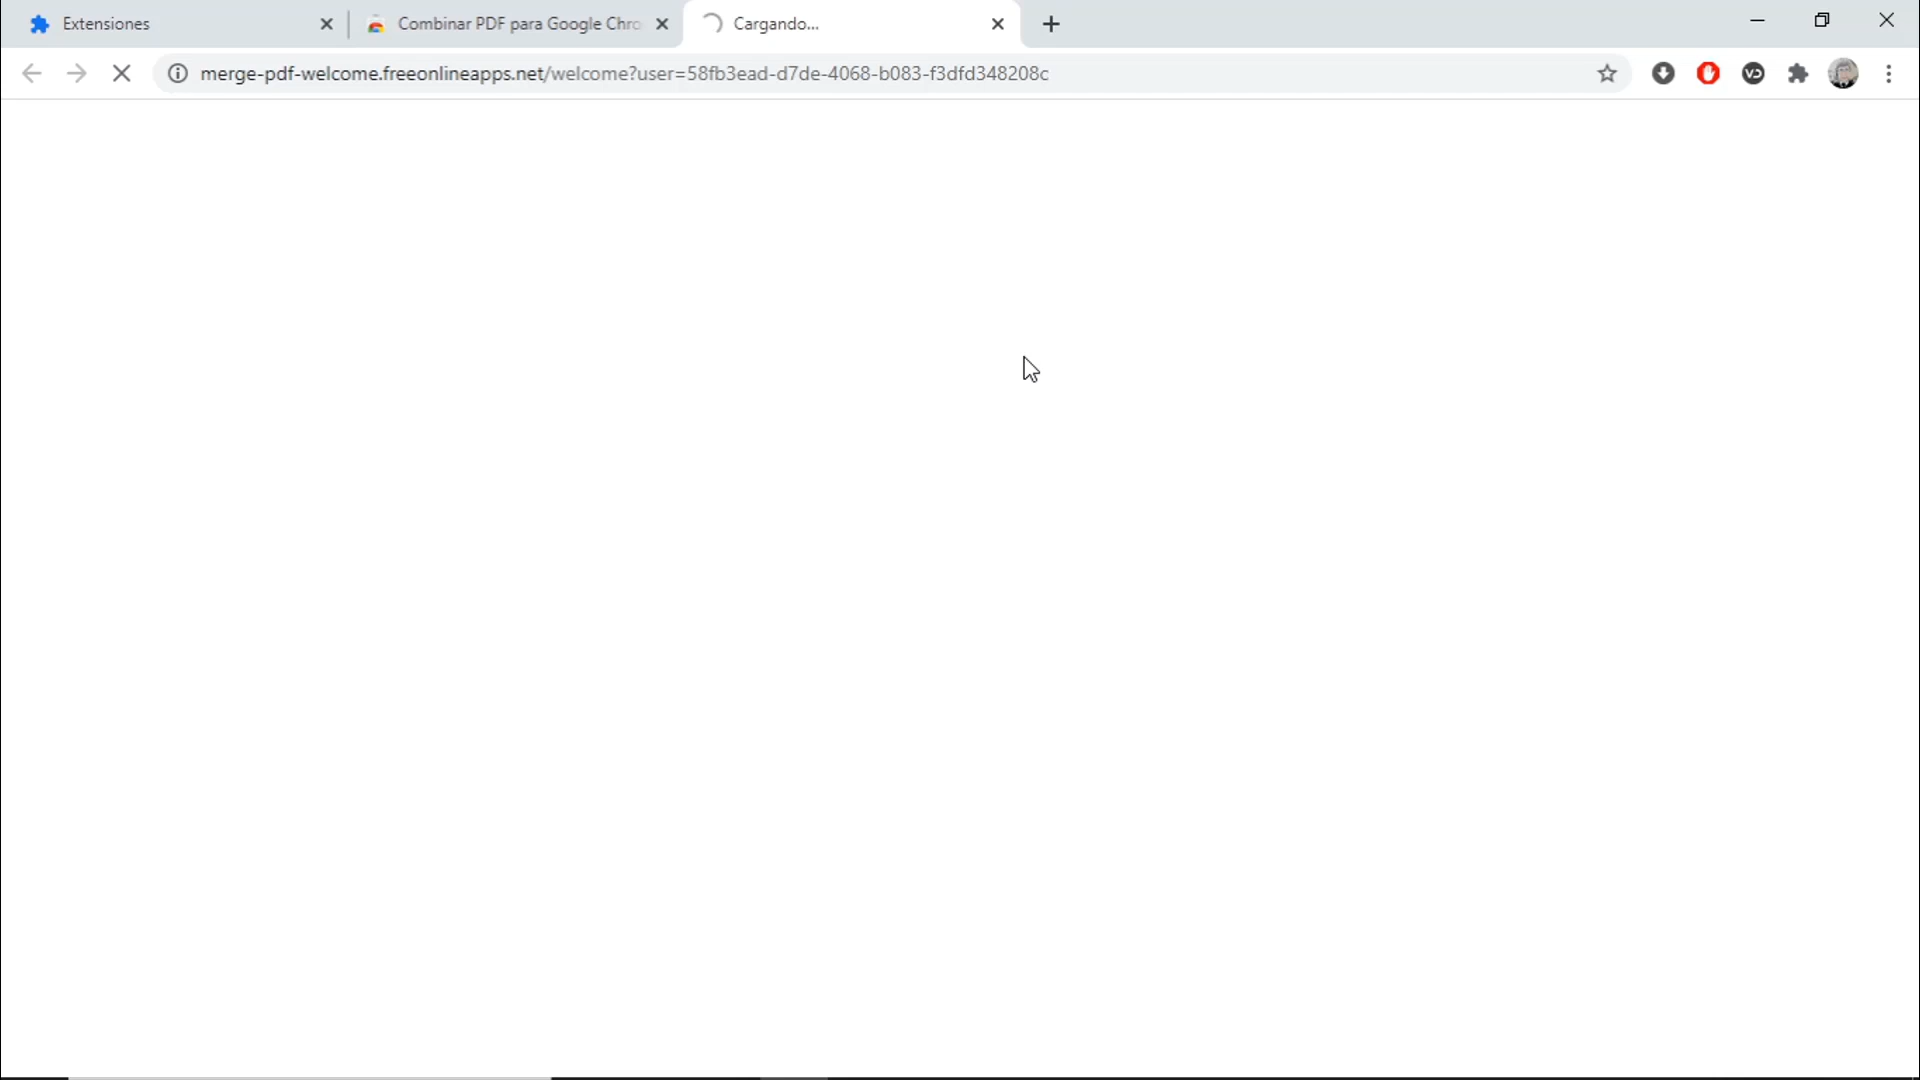 Extensiones
Combinar PDF para Google Chro
Cargando...
merge-pdf-welcome.freeonlineapps.net/welcome?user=58fb3ead-d7de-4068-b083-f3dfd348208c
VD